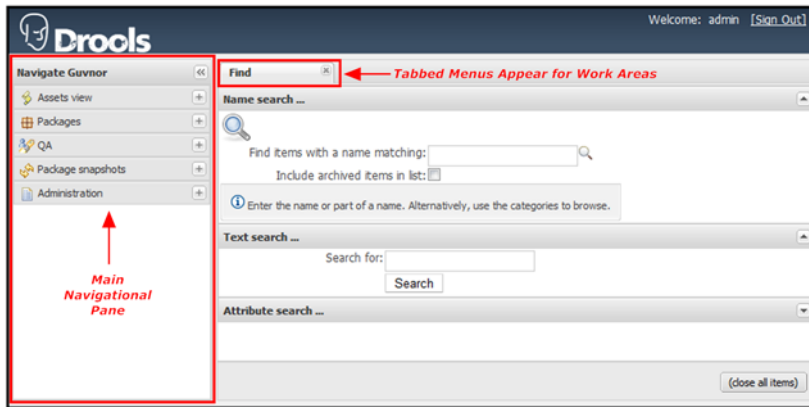 Welcome: admin [Sign Out]
Drools
Navigate Guvnor
Assets view
Packages
QA
Package snapshots
Administration
Main
Navigational
Pane
Find
Tabbed Menus Appear for Work Areas
Name search ...
Find items with a name matching:
Include archived items in list:
Enter the name or part of a name. Alternatively, use the categories to browse.
Text search ...
Search for:
Search
Attribute search ...
(close all items)